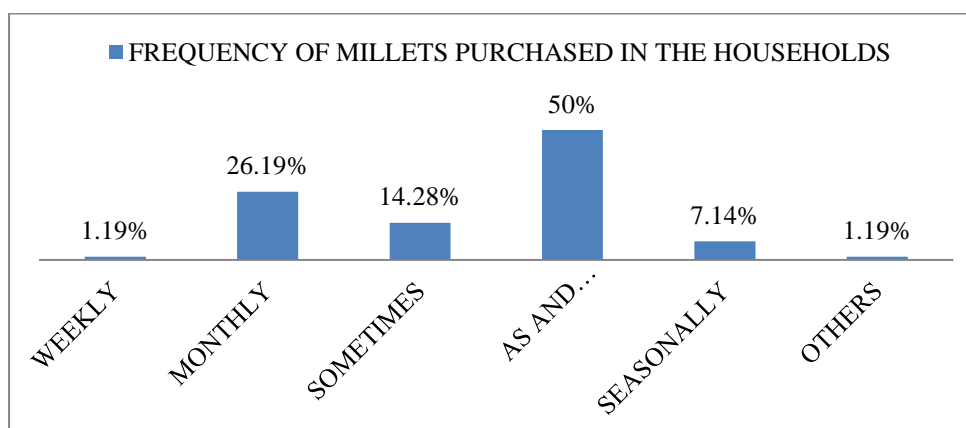 FREQUENCY OF MILLETS PURCHASED IN THE HOUSEHOLDS
1.19%
26.19%
14.28%
50%
7.14%
1.19%
WEEKLY
MONTHLY
SOMETIMES
AS AND…
SEASONALLY
OTHERS